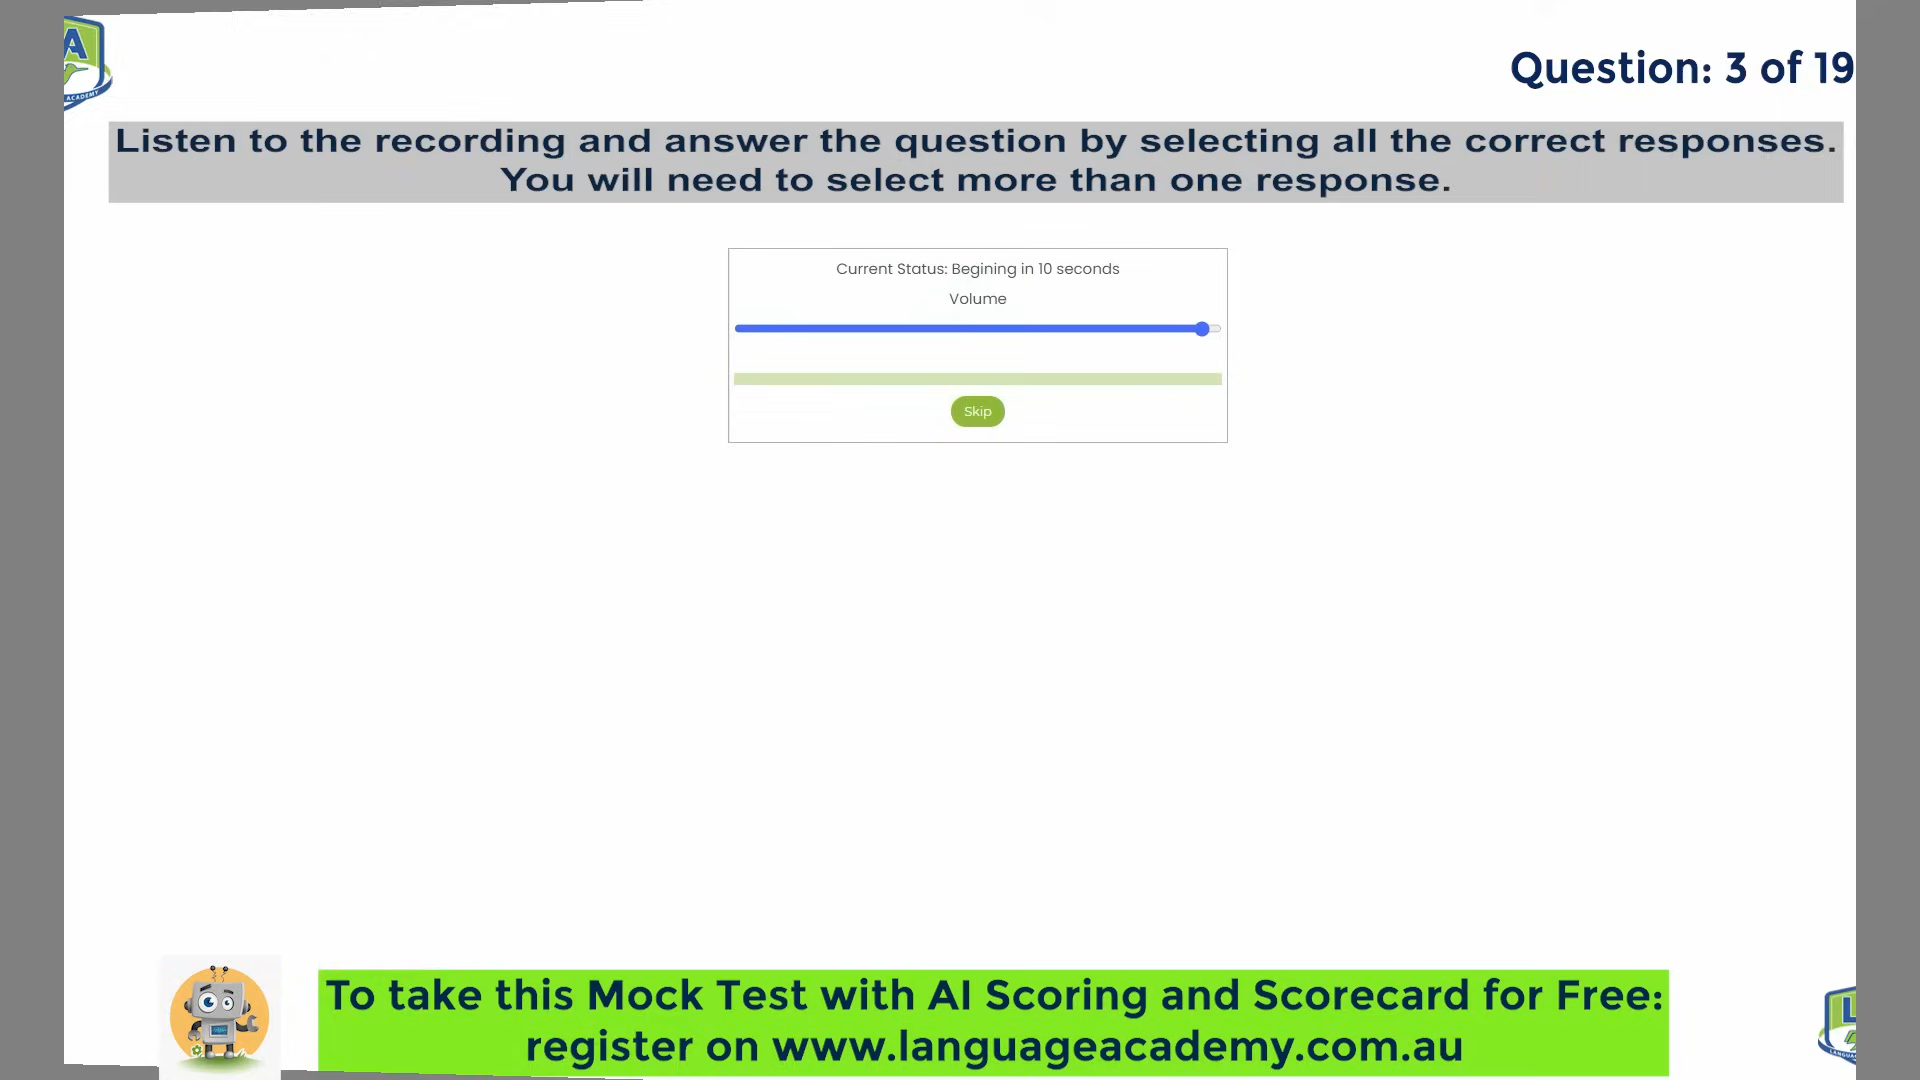 A
ACADEMY
Question: 3 of 19
Listen to the recording and answer the question by selecting all the correct responses.
You will need to select more than one response.
Current Status: Begining in 10 seconds
Volume
Skip
To take this Mock Test with AI Scoring and Scorecard for Free:
register on www.languageacademy.com.au